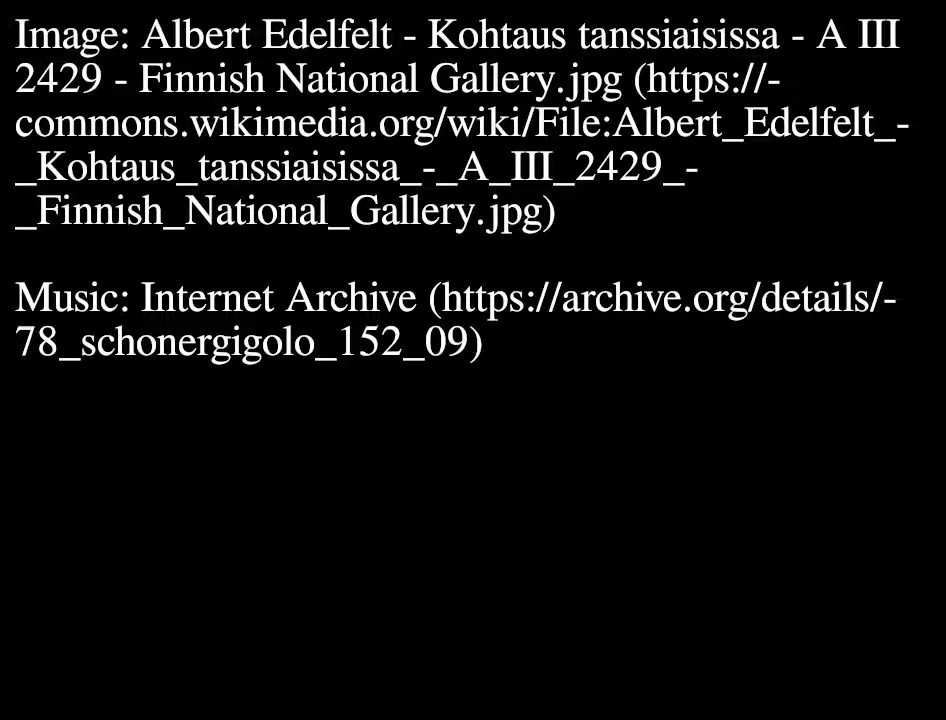 Image: Albert Edelfelt - Kohtaus tanssiaisissa - A III
2429 - Finnish National Gallery.jpg (https://-
commons.wikimedia.org/wiki/File:Albert_Edelfelt_-
_Kohtaus_tanssiaisissa_-_A_III_2429_-
_Finnish_National_Gallery.jpg)
Music: Internet Archive (https://archive.org/details/-
78_schonergigolo_152_09)